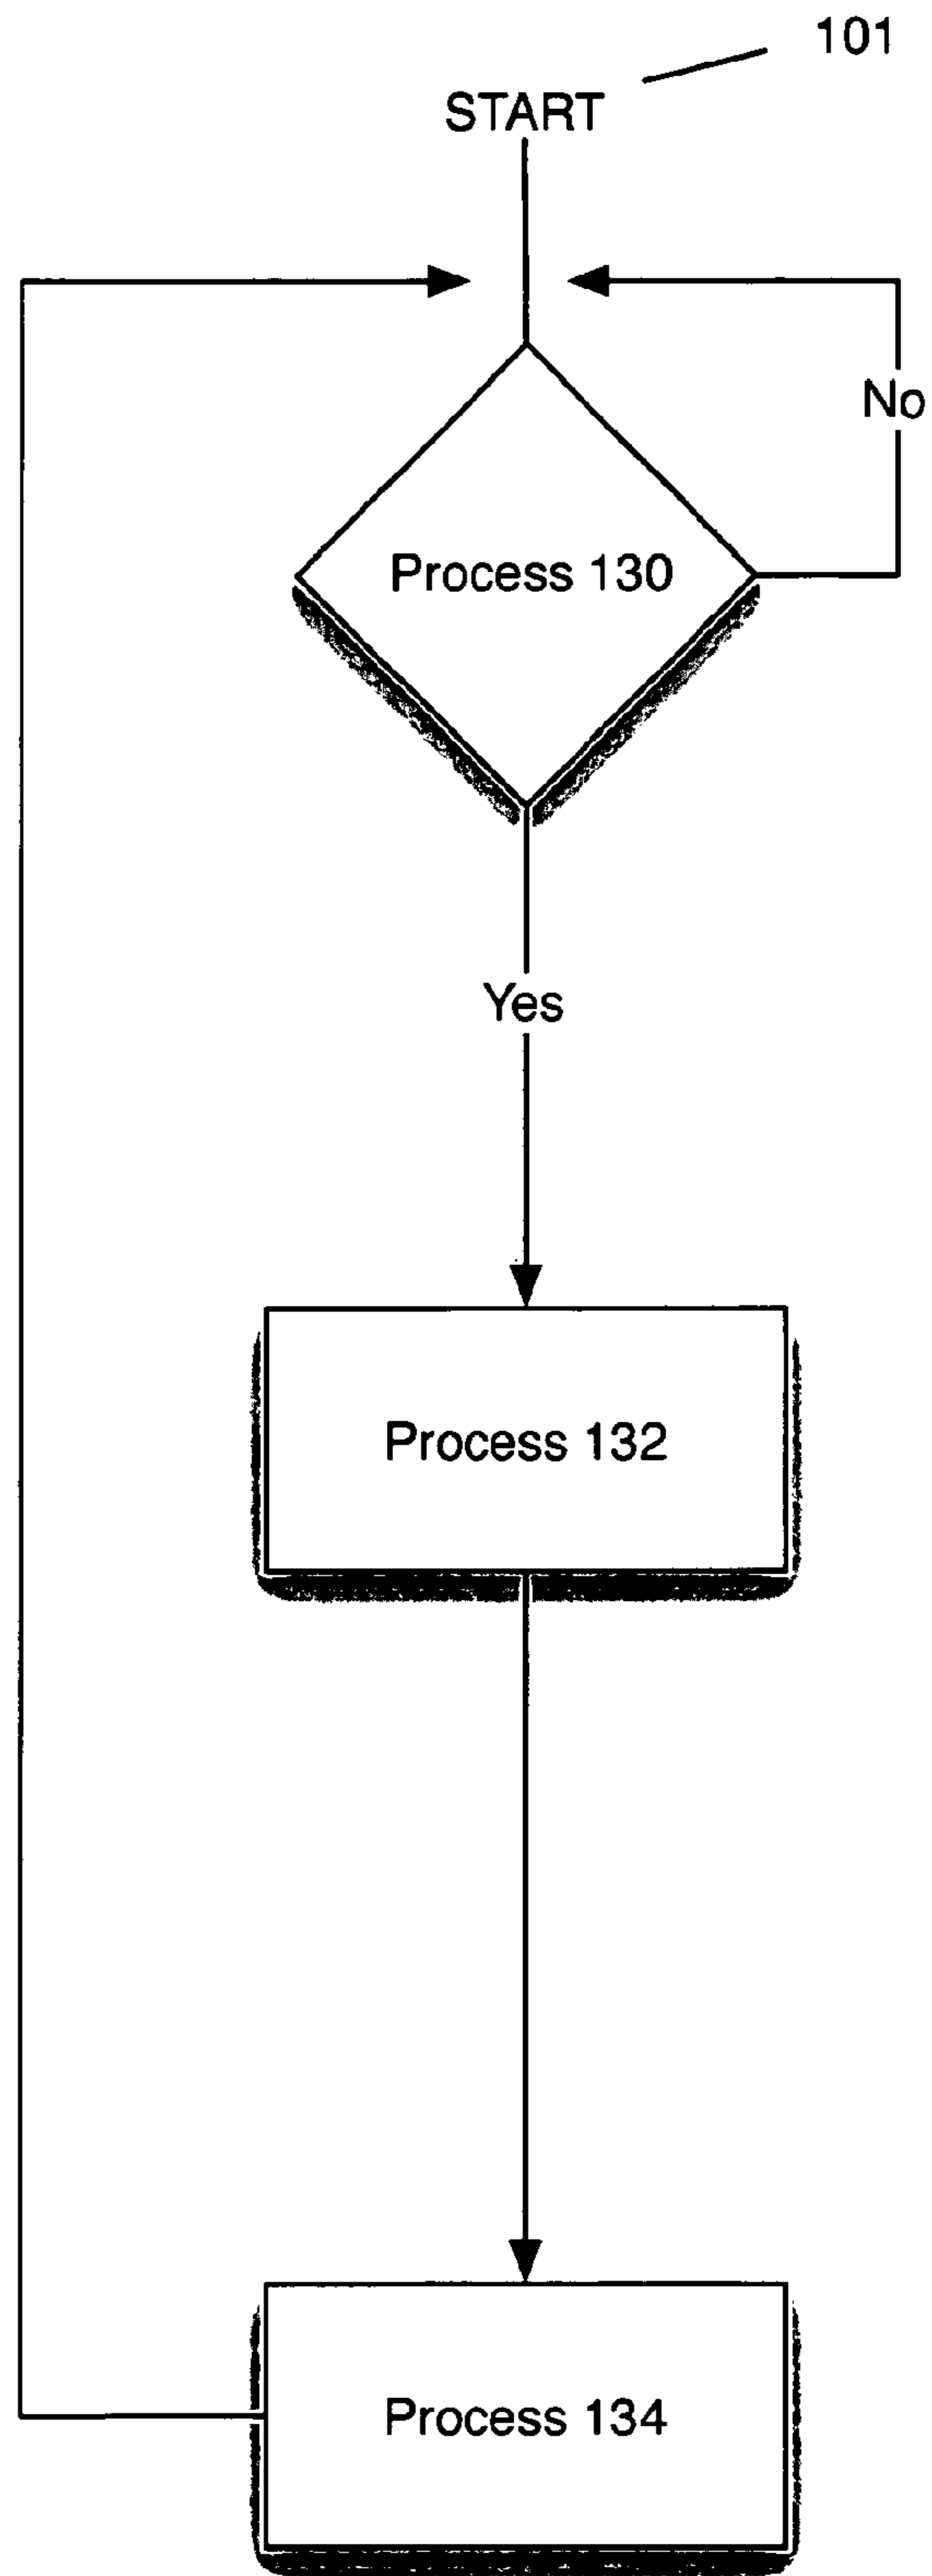 101
START
No
Process 130
Yes
Process 132
Process 134